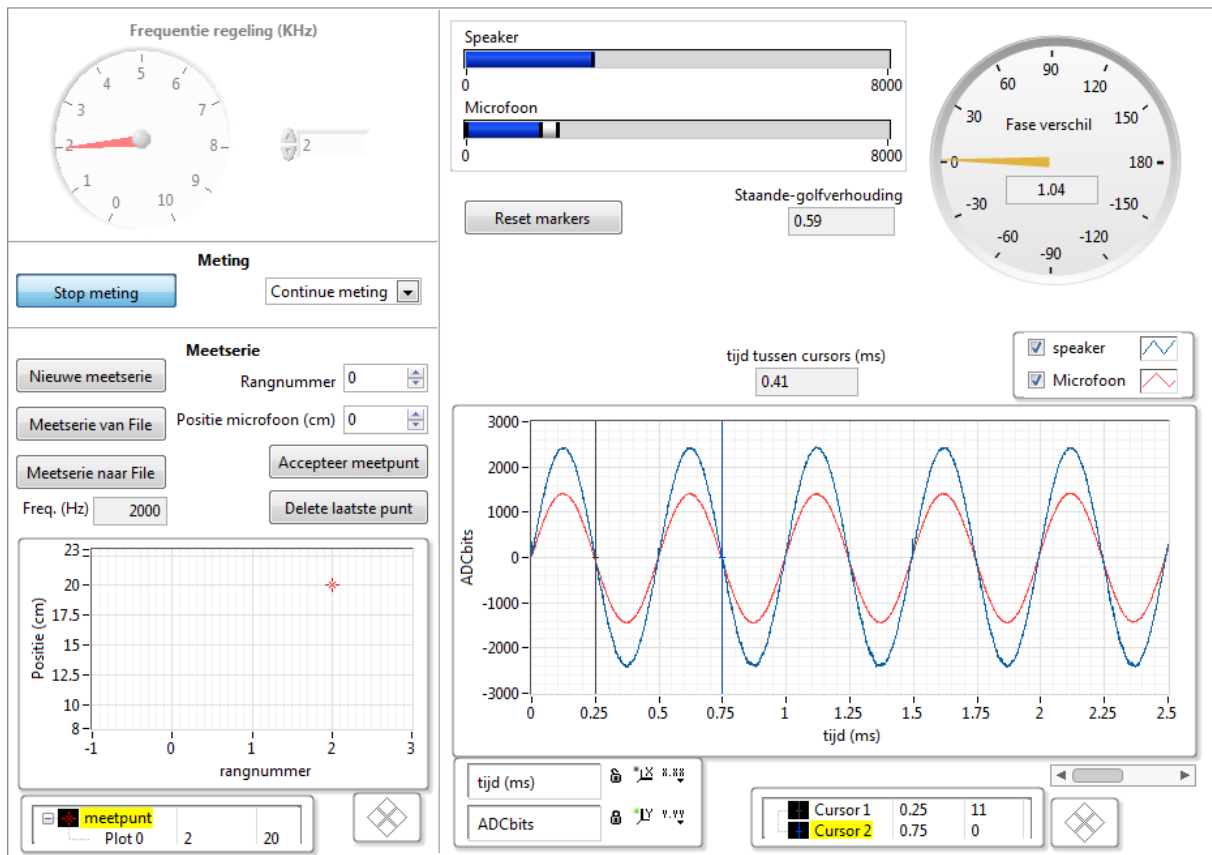 Frequentie regeling (KHz)
0 1 2 3 4 5 6 7 8 9 10
2
Meting
Stop meting
Continue meting
Meetserie
Nieuwe meetserie
Rangnummer 0
Meetserie van File
Positie microfoon (cm) 0
Meetserie naar File
Accepteer meetpunt
Freq. (Hz) 2000
Delete laatste punt
Positie (cm)
23
20
17.5
15
12.5
10
8
-1 0 1 2 3
rangnummer
meetpunt
Plot 0 2 20
Speaker
0 8000
Microfoon
0 8000
Reset markers
Staande-golfverhouding
0.59
Fase verschil
1.04
90
60 120
30 150
0 180
-30 -150
-60 -120
-90
tijd tussen cursors (ms)
0.41
speaker
Microfoon
ADCbits
3000
2000
1000
0
-1000
-2000
-3000
0 0.25 0.5 0.75 1 1.25 1.5 1.75 2 2.25 2.5
tijd (ms)
tijd (ms)
X X.XX
ADCbits
Y Y.YY
Cursor 1 0.25 11
Cursor 2 0.75 0